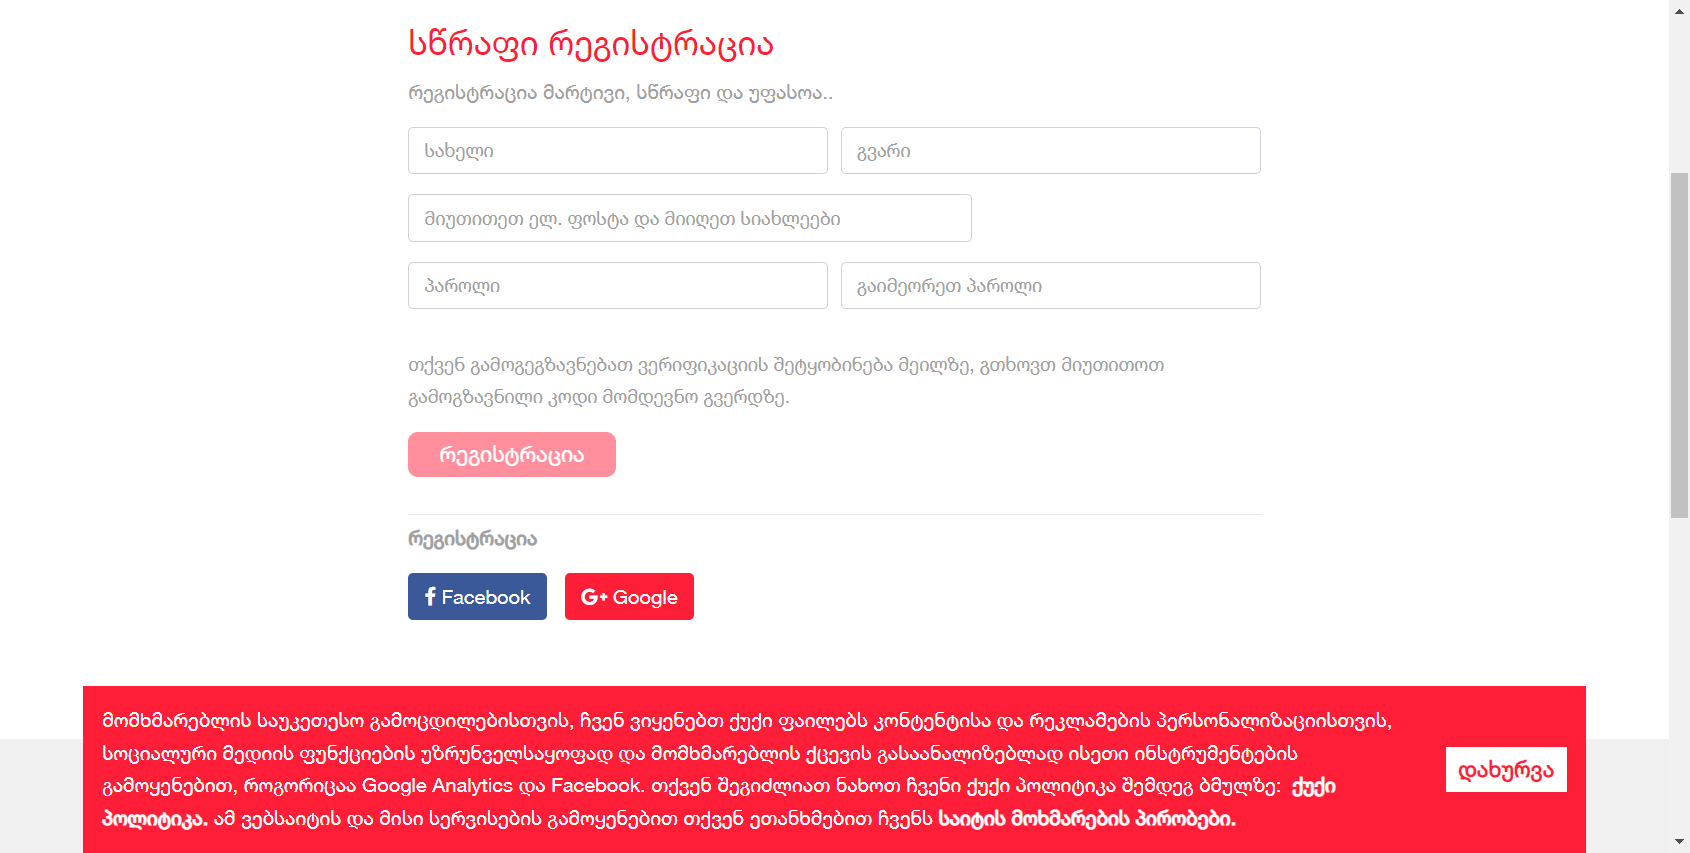 სწრაფი რეგისტრაცია
რეგისტრაცია მარტივი, სწრაფი და უფასოა..
სახელი
გვარი
მიუთითეთ ელ. ფოსტა და მიიღეთ სიახლეები
პაროლი
გაიმეორეთ პაროლი
თქვენ გამოგეგზავნებათ ვერიფიკაციის შეტყობინება მეილზე, გთხოვთ მიუთითოთ
გამოგზავნილი კოდი მომდევნო გვერდზე.
რეგისტრაცია
რეგისტრაცია
Facebook
G+ Google
მომხმარებლის საუკეთესო გამოცდილებისთვის, ჩვენ ვიყენებთ ქუქი ფაილებს კონტენტისა და რეკლამების პერსონალიზაციისთვის,
სოციალური მედიის ფუნქციების უზრუნველსაყოფად და მომხმარებლის ქცევის გასაანალიზებლად ისეთი ინსტრუმენტების
გამოყენებით, როგორიცაა Google Analytics და Facebook. თქვენ შეგიძლიათ ნახოთ ჩვენი ქუქი პოლიტიკა შემდეგ ბმულზე: ქუქი
პოლიტიკა. ამ ვებსაიტის და მისი სერვისების გამოყენებით თქვენ ეთანხმებით ჩვენს საიტის მოხმარების პირობები.
დახურვა